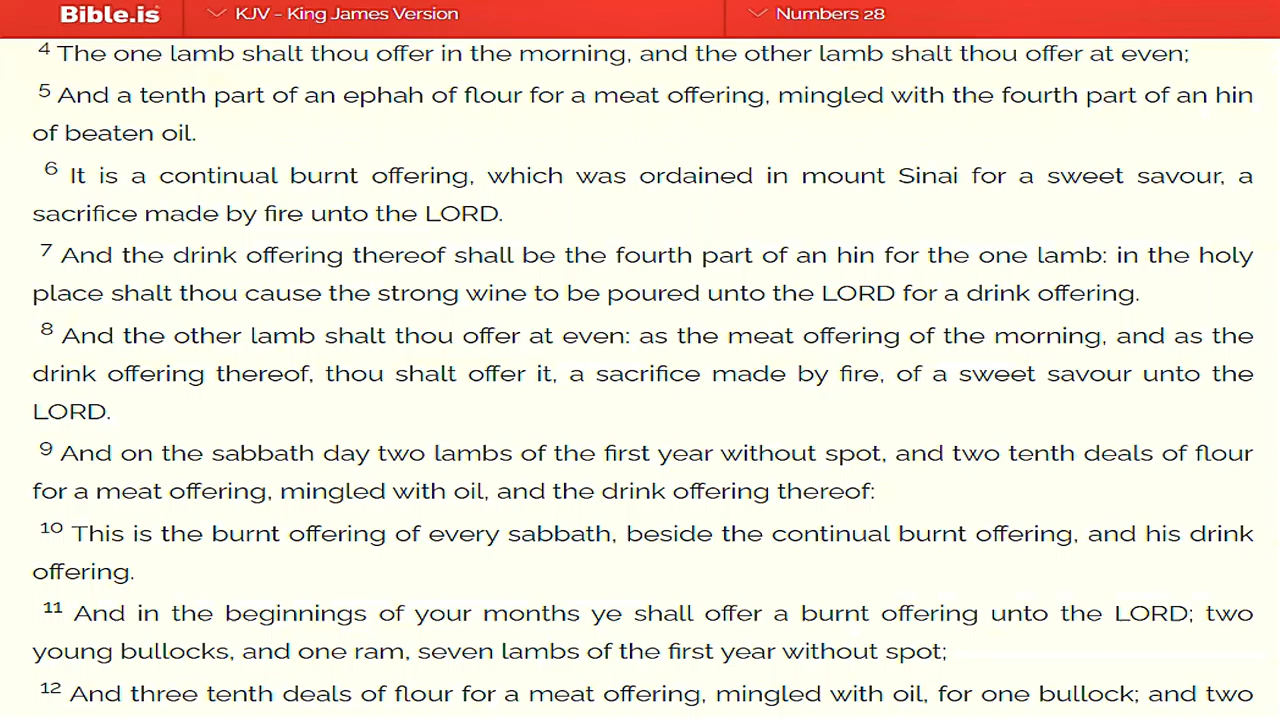 Bible.is KJV - King James Version Numbers 28
4 The one lamb shalt thou offer in the morning, and the other lamb shalt thou offer at even;
5 And a tenth part of an ephah of flour for a meat offering, mingled with the fourth part of an hin
of beaten oil.
6 It is a continual burnt offering, which was ordained in mount Sinai for a sweet savour, a
sacrifice made by fire unto the LORD.
7 And the drink offering thereof shall be the fourth part of an hin for the one lamb: in the holy
place shalt thou cause the strong wine to be poured unto the LORD for a drink offering.
8 And the other lamb shalt thou offer at even: as the meat offering of the morning, and as the
drink offering thereof, thou shalt offer it, a sacrifice made by fire, of a sweet savour unto the
LORD.
9 And on the sabbath day two lambs of the first year without spot, and two tenth deals of flour
for a meat offering, mingled with oil, and the drink offering thereof:
10 This is the burnt offering of every sabbath, beside the continual burnt offering, and his drink
offering.
11 And in the beginnings of your months ye shall offer a burnt offering unto the LORD; two
young bullocks, and one ram, seven lambs of the first year without spot;
12 And three tenth deals of flour for a meat offering, mingled with oil, for one bullock; and two